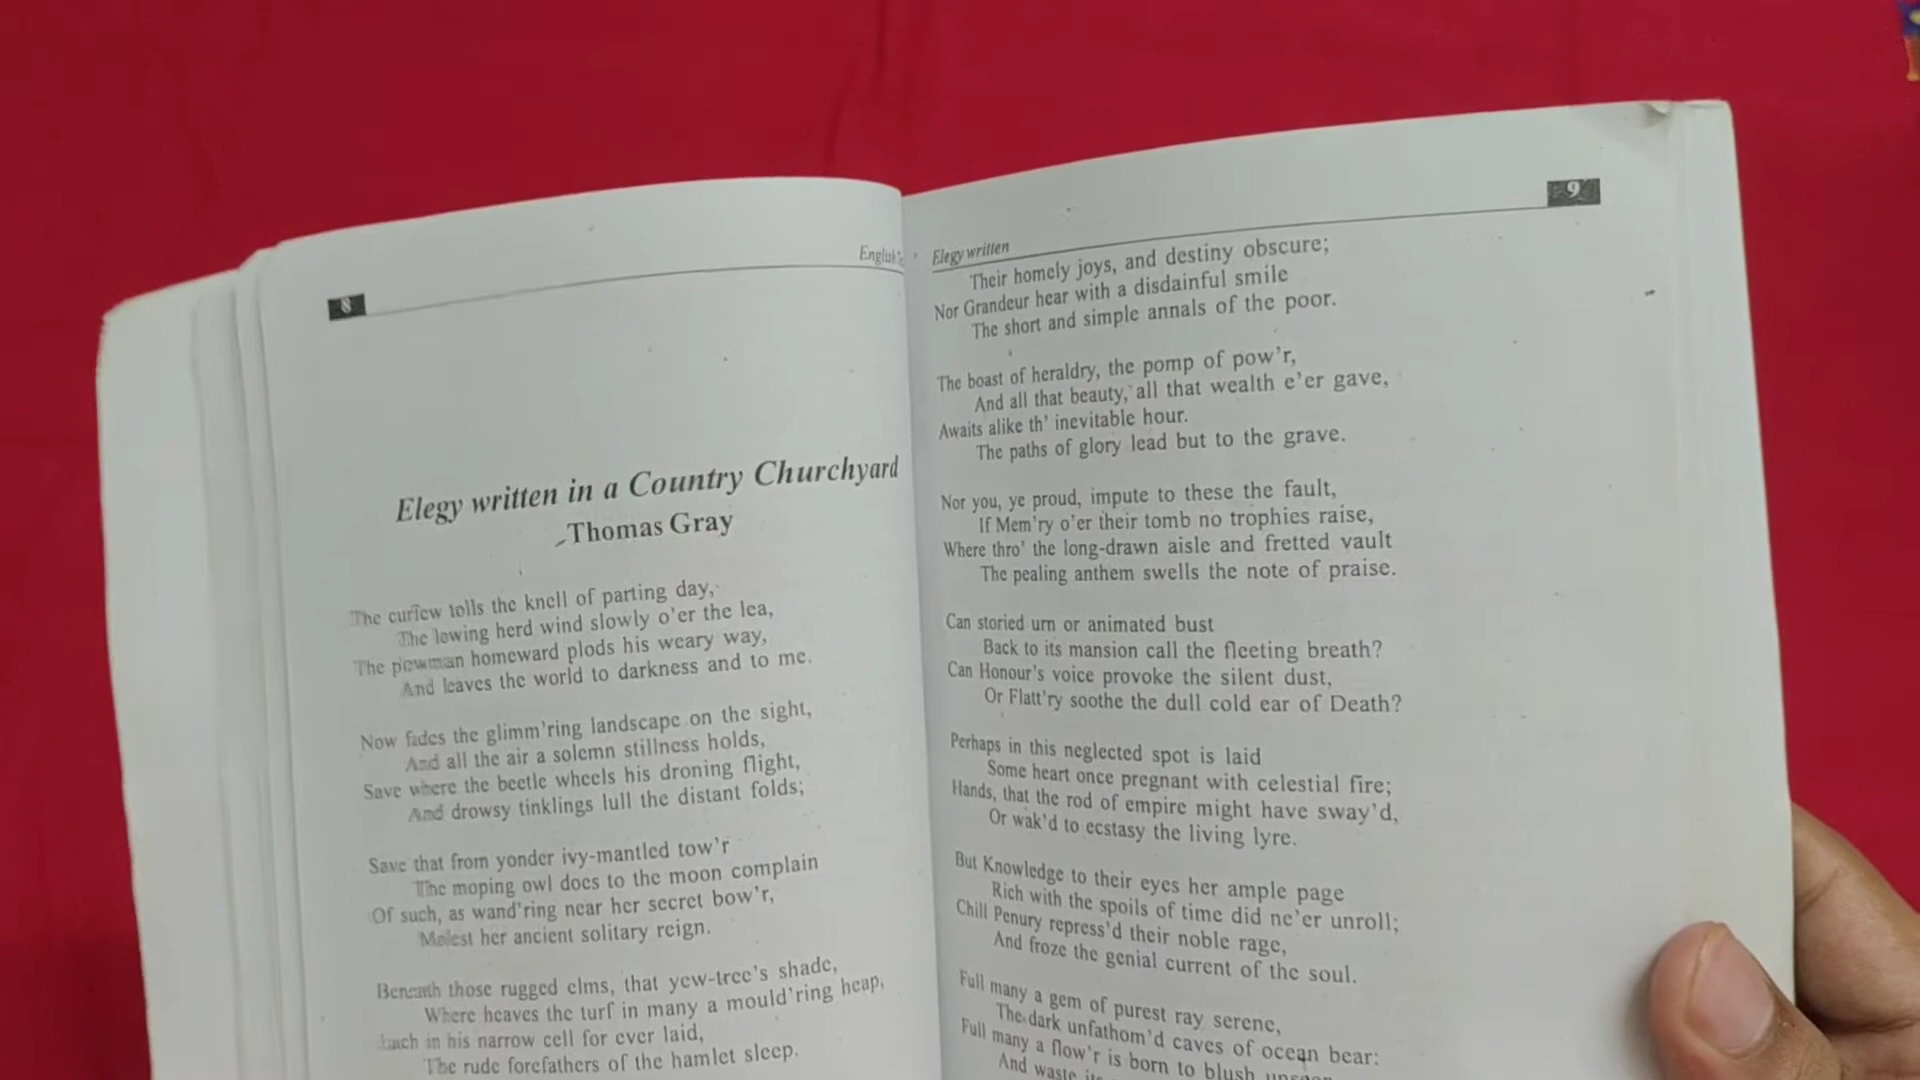 8
English
Elegy written in a Country Churchyard
Thomas Gray
The curfew tolls the knell of parting day,
The lowing herd wind slowly o'er the lea,
The plowman homeward plods his weary way,
And leaves the world to darkness and to me.
Now fades the glimm'ring landscape on the sight,
And all the air a solemn stillness holds,
Save where the beetle wheels his droning flight,
And drowsy tinklings lull the distant folds;
Save that from yonder ivy-mantled tow'r
The moping owl does to the moon complain
Of such, as wand'ring near her secret bow'r,
Molest her ancient solitary reign.
Beneath those rugged elms, that yew-tree's shade,
Where heaves the turf in many a mould'ring heap,
Each in his narrow cell for ever laid,
The rude forefathers of the hamlet sleep.
9
Elegy written
Their homely joys, and destiny obscure;
Nor Grandeur hear with a disdainful smile
The short and simple annals of the poor.
The boast of heraldry, the pomp of pow'r,
And all that beauty, all that wealth e'er gave,
Awaits alike th' inevitable hour.
The paths of glory lead but to the grave.
Nor you, ye proud, impute to these the fault,
If Mem'ry o'er their tomb no trophies raise,
Where thro' the long-drawn aisle and fretted vault
The pealing anthem swells the note of praise.
Can storied urn or animated bust
Back to its mansion call the fleeting breath?
Can Honour's voice provoke the silent dust,
Or Flatt'ry soothe the dull cold ear of Death?
Perhaps in this neglected spot is laid
Some heart once pregnant with celestial fire;
Hands, that the rod of empire might have sway'd,
Or wak'd to ecstasy the living lyre.
But Knowledge to their eyes her ample page
Rich with the spoils of time did ne'er unroll;
Chill Penury repress'd their noble rage,
And froze the genial current of the soul.
Full many a gem of purest ray serene,
The dark unfathom'd caves of ocean bear:
Full many a flow'r is born to blush
And waste